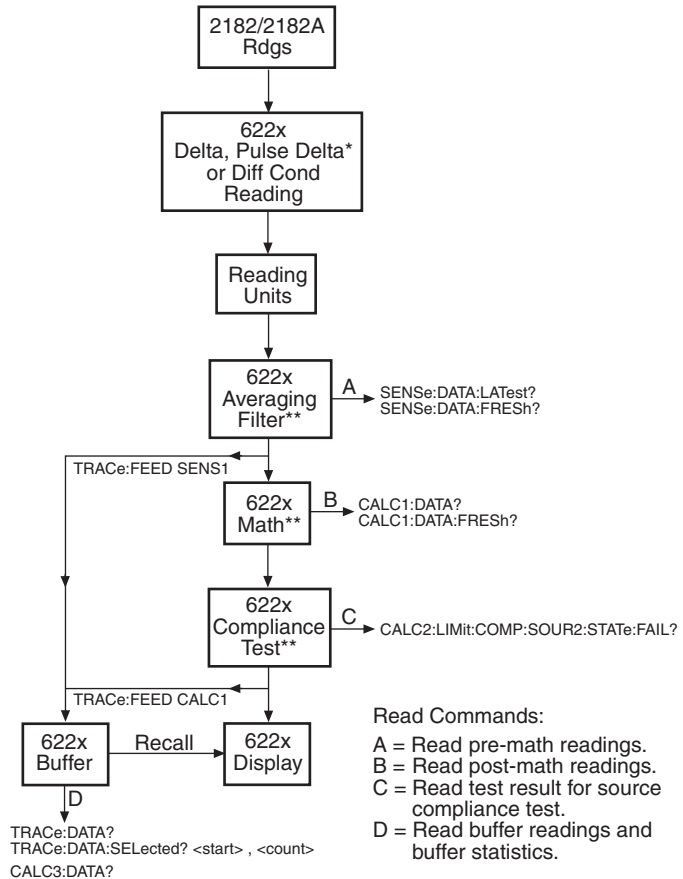 2182/2182A
Rdgs
622x
Delta, Pulse Delta*
or Diff Cond
Reading
Reading
Units
622x
Averaging
Filter**
A
SENSe:DATA:LATest?
SENSe:DATA:FRESh?
TRACe:FEED SENS1
622x
Math**
B
CALC1:DATA?
CALC1:DATA:FRESh?
622x
Compliance
Test**
C
CALC2:LIMit:COMP:SOUR2:STATe:FAIL?
TRACe:FEED CALC1
622x
Buffer
Recall
622x
Display
D
TRACe:DATA?
TRACe:DATA:SELected? <start> , <count>
CALC3:DATA?
Read Commands:
A = Read pre-math readings.
B = Read post-math readings.
C = Read test result for source
compliance test.
D = Read buffer readings and
buffer statistics.